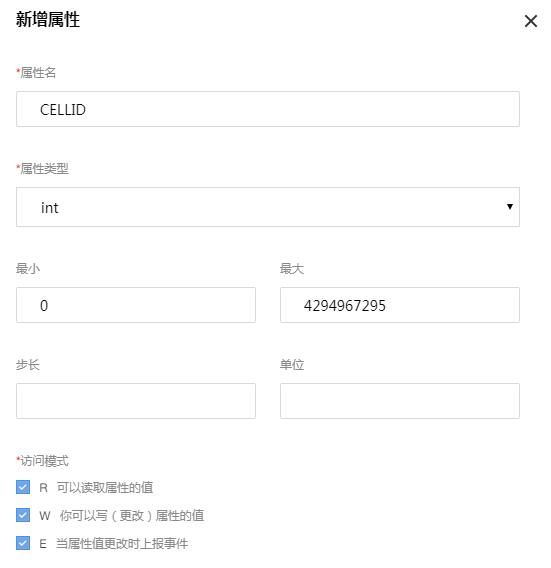 新增属性
*属性名
CELLID
*属性类型
int
最小 最大
0 4294967295
步长 单位
*访问模式
R 可以读取属性的值
W 你可以写（更改）属性的值
E 当属性值更改时上报事件